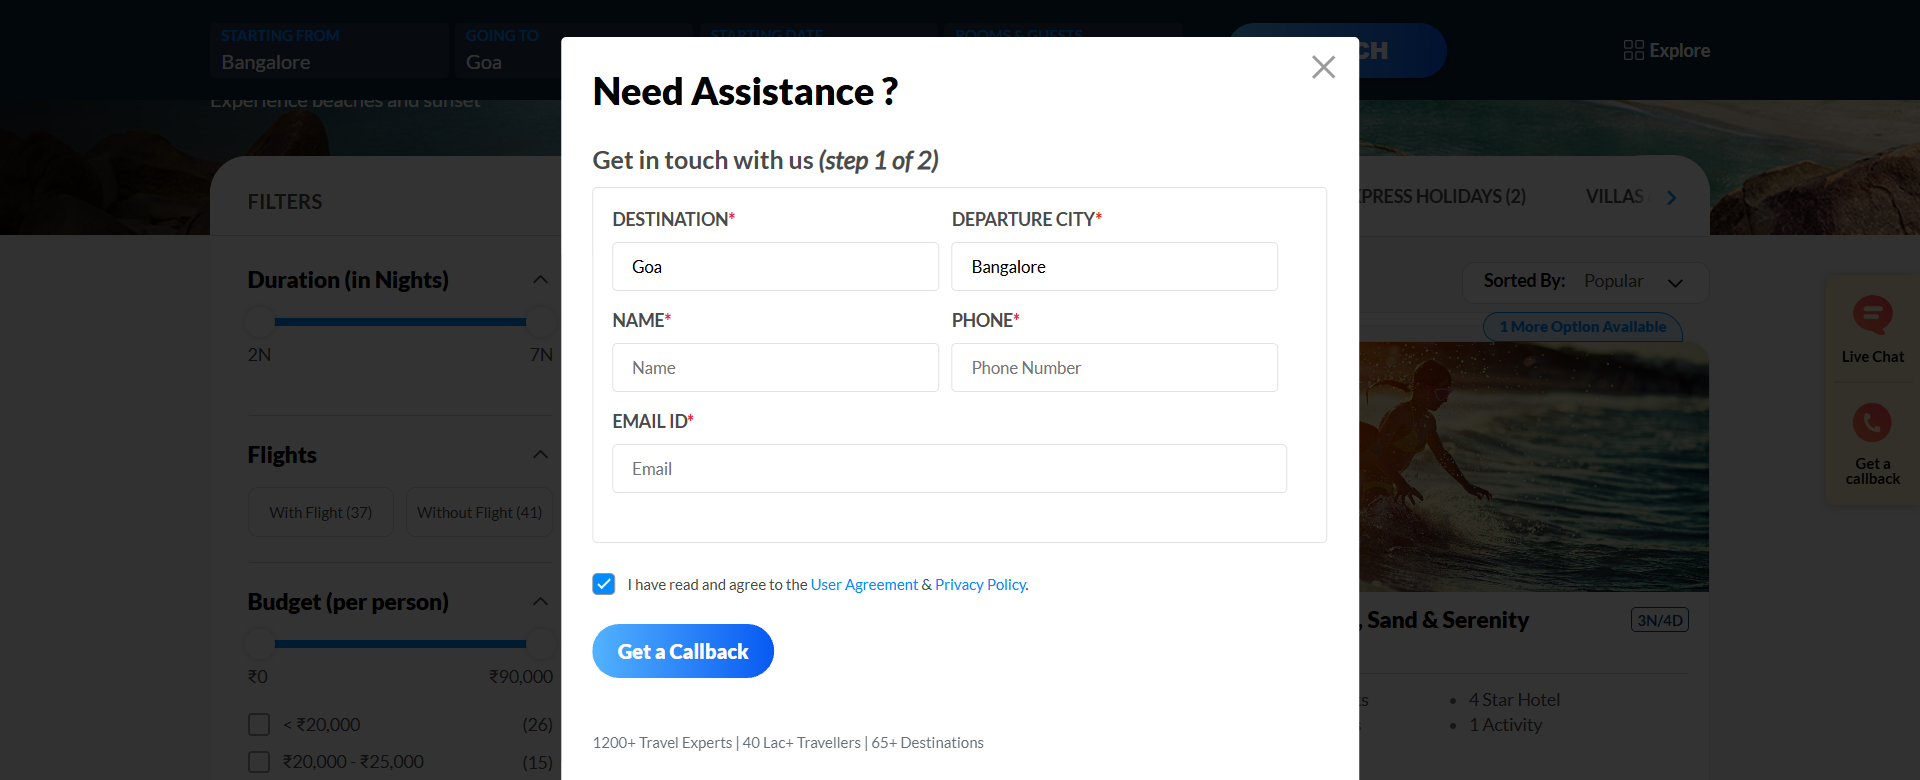 STARTING FROM
Bangalore
GOING TO
Goa
STARTING DATE
ROOMS & GUESTS
Explore
Experience beaches and sunset
FILTERS
Duration (in Nights)
2N 7N
Flights
With Flight (37) Without Flight (41)
Budget (per person)
₹0 ₹90,000
< ₹20,000 (26)
₹20,000 - ₹25,000 (15)
Need Assistance ?
Get in touch with us (step 1 of 2)
DESTINATION* DEPARTURE CITY*
Goa Bangalore
NAME* PHONE*
Name Phone Number
EMAIL ID*
Email
I have read and agree to the User Agreement & Privacy Policy.
Get a Callback
1200+ Travel Experts | 40 Lac+ Travellers | 65+ Destinations
PRESS HOLIDAYS (2) VILLAS
Sorted By: Popular
1 More Option Available
, Sand & Serenity 3N/4D
4 Star Hotel
1 Activity
Live Chat
Get a
callback